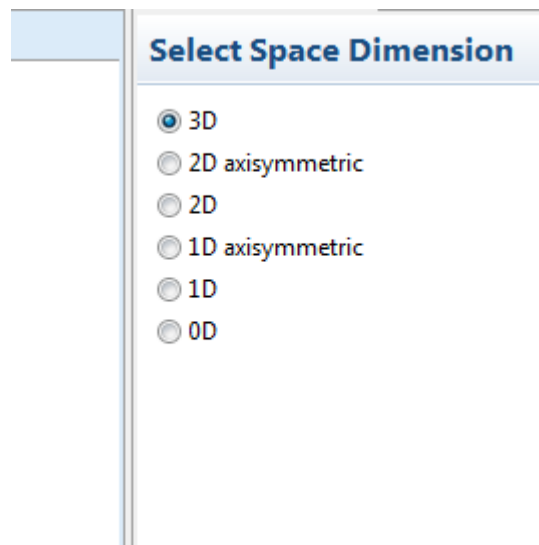 Select Space Dimension
3D
2D axisymmetric
2D
1D axisymmetric
1D
0D